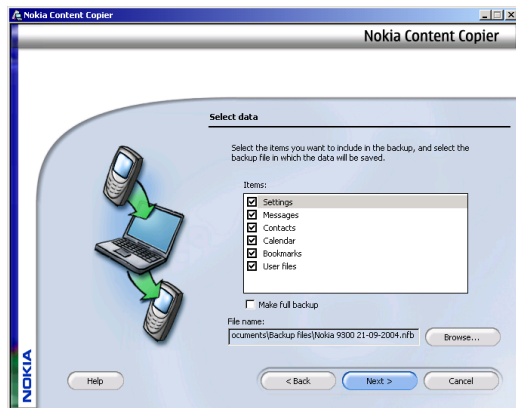 Nokia Content Copier
Nokia Content Copier
Select data
Select the items you want to include in the backup, and select the
backup file in which the data will be saved.
Items:
Settings
Messages
Contacts
Calendar
Bookmarks
User files
Make full backup
File name:
ocuments\Backup files\Nokia 9300 21-09-2004.nfb
Browse...
NOKIA
Help
< Back
Next >
Cancel